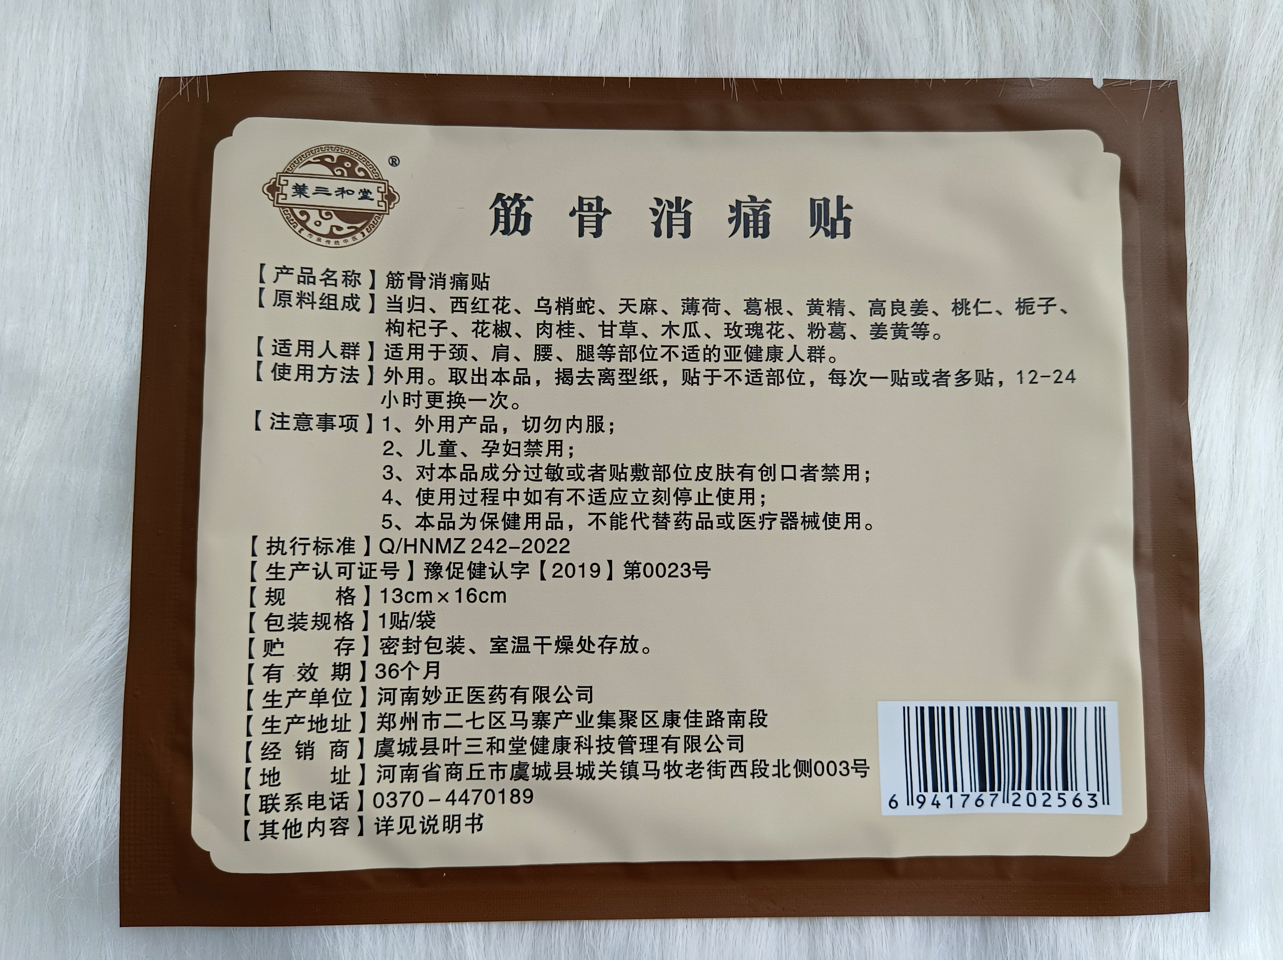 葉三和堂
®
筋骨消痛贴
【产品名称】筋骨消痛贴
【原料组成】当归、西红花、乌梢蛇、天麻、薄荷、葛根、黄精、高良姜、桃仁、栀子、
枸杞子、花椒、肉桂、甘草、木瓜、玫瑰花、粉葛、姜黄等。
【适用人群】适用于颈、肩、腰、腿等部位不适的亚健康人群。
【使用方法】外用。取出本品，揭去离型纸，贴于不适部位，每次一贴或者多贴，12-24
小时更换一次。
【注意事项】1、外用产品，切勿内服；
2、儿童、孕妇禁用；
3、对本品成分过敏或者贴敷部位皮肤有创口者禁用；
4、使用过程中如有不适应立刻停止使用；
5、本品为保健用品，不能代替药品或医疗器械使用。
【执行标准】Q/HNMZ 242-2022
【生产认可证号】豫促健认字【2019】第0023号
【规 格】13cm×16cm
【包装规格】1贴/袋
【贮 存】密封包装、室温干燥处存放。
【有效期】36个月
【生产单位】河南妙正医药有限公司
【生产地址】郑州市二七区马寨产业集聚区康佳路南段
【经销商】虞城县叶三和堂健康科技管理有限公司
【地 址】河南省商丘市虞城县城关镇马牧老街西段北侧003号
【联系电话】0370-4470189
【其他内容】详见说明书
6 941767 202563